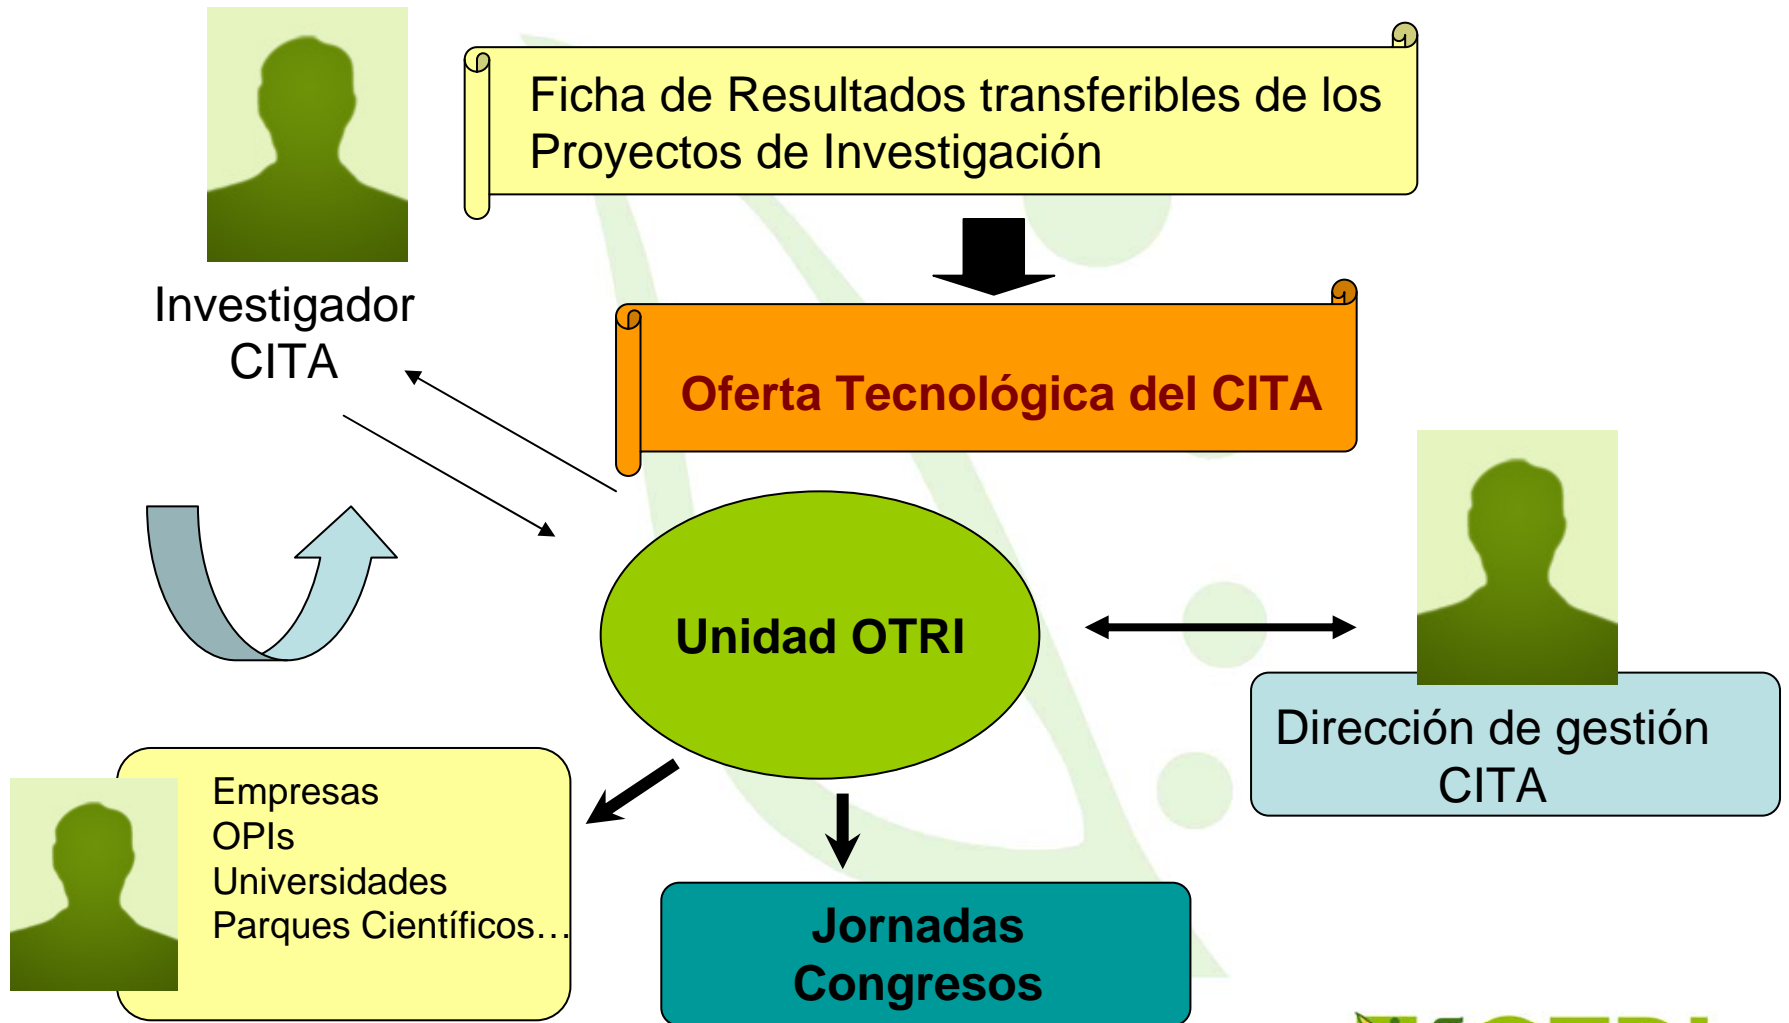 Ficha de Resultados transferibles de los
Proyectos de Investigación
Investigador
CITA
Oferta Tecnológica del CITA
Unidad OTRI
Dirección de gestión
CITA
Empresas
OPIs
Universidades
Parques Científicos…
Jornadas
Congresos
OTRI